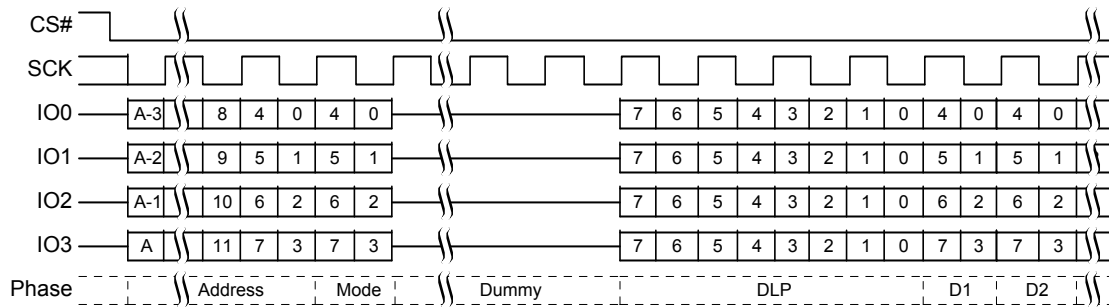 CS#
SCK
IO0 A-3 8 4 0 4 0 7 6 5 4 3 2 1 0 4 0 4 0
IO1 A-2 9 5 1 5 1 7 6 5 4 3 2 1 0 5 1 5 1
IO2 A-1 10 6 2 6 2 7 6 5 4 3 2 1 0 6 2 6 2
IO3 A 11 7 3 7 3 7 6 5 4 3 2 1 0 7 3 7 3
Phase Address Mode Dummy DLP D1 D2